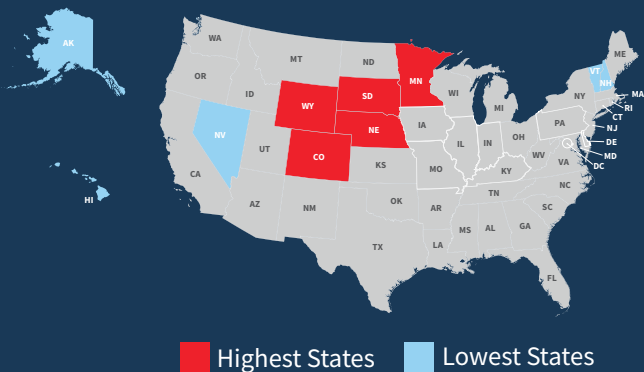 AK
WA
MT
ND
MN
ME
VT
NH
OR
ID
WY
SD
WI
MI
NY
MA
RI
CT
NV
UT
CO
NE
IA
IL
IN
OH
PA
NJ
DE
MD
DC
CA
AZ
NM
KS
MO
KY
WV
VA
OK
AR
TN
NC
SC
HI
TX
LA
MS
AL
GA
FL
Highest States
Lowest States